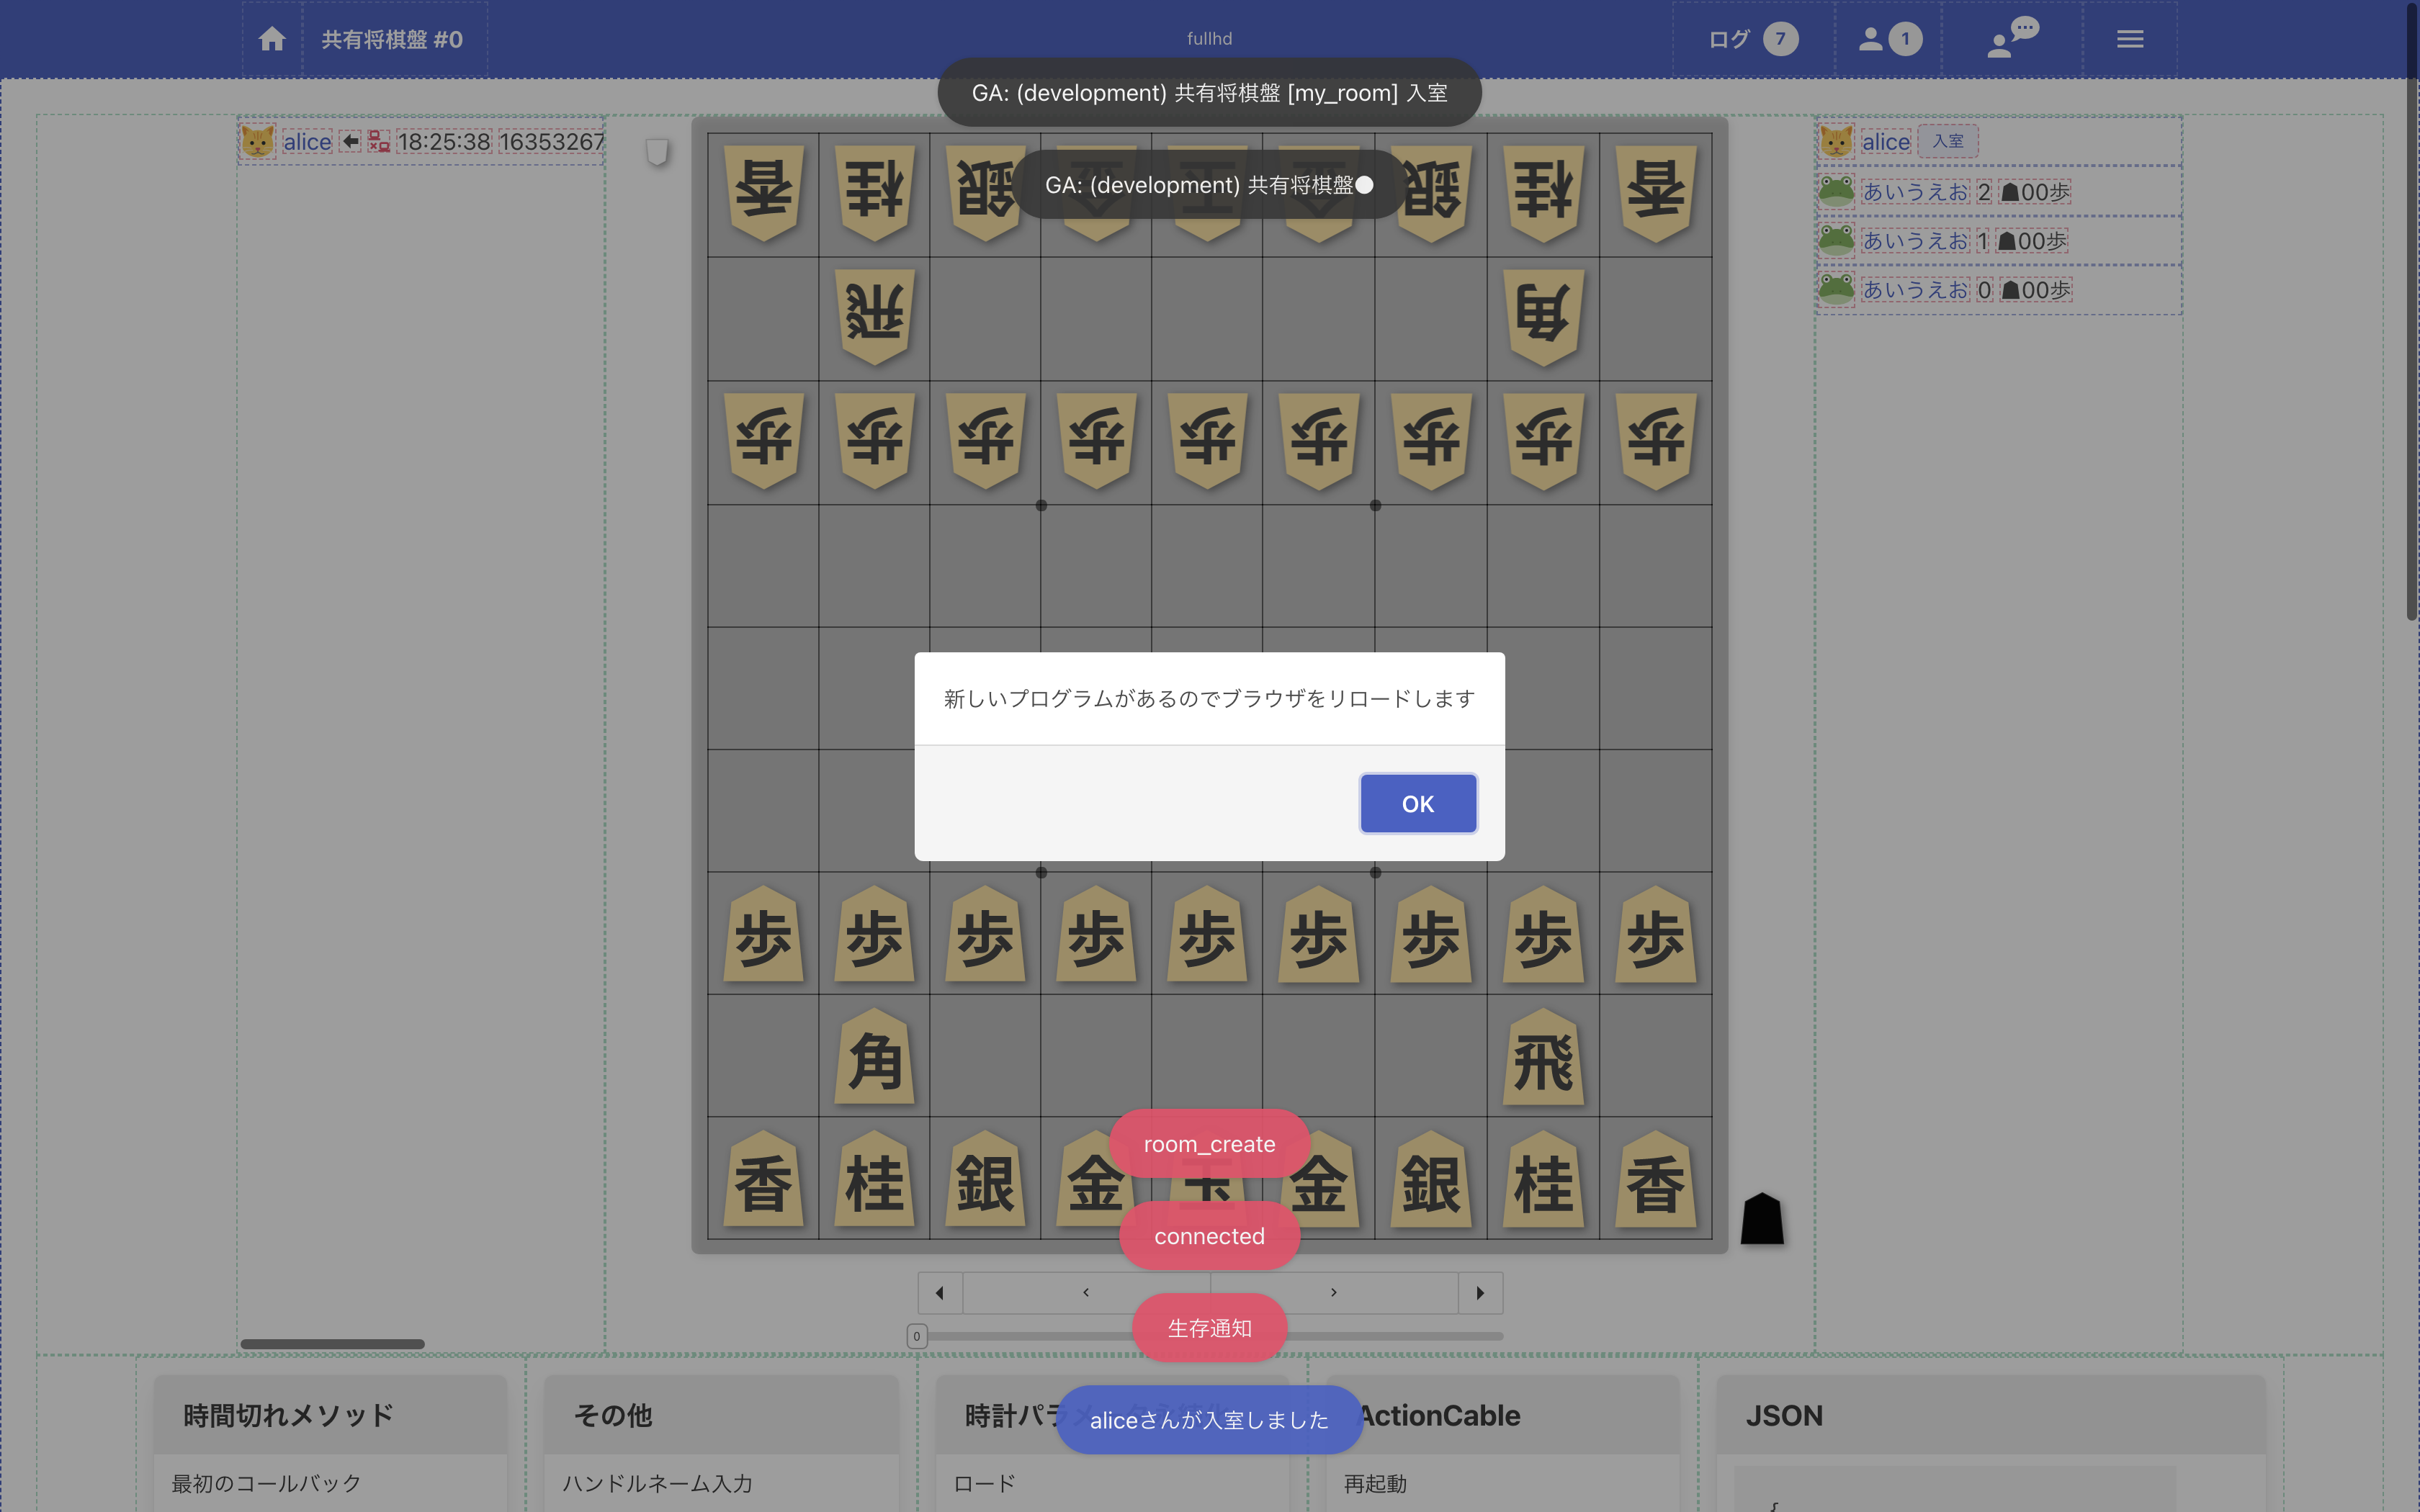 共有将棋盤 #0
fullhd
ログ 7
1
GA: (development) 共有将棋盤 [my_room] 入室
GA: (development) 共有将棋盤●
alice
18:25:38 16353267
alice 入室
あいうえお 2 ☗00歩
あいうえお 1 ☗00歩
あいうえお 0 ☗00歩
香 桂 銀 金 王 金 銀 桂 香
飛 角
歩 歩 歩 歩 歩 歩 歩 歩 歩
新しいプログラムがあるのでブラウザをリロードします
OK
歩 歩 歩 歩 歩 歩 歩 歩 歩
角 飛
香 桂 銀 金 玉 金 銀 桂 香
room_create
connected
生存通知
0
aliceさんが入室しました
時間切れメソッド
最初のコールバック
その他
ハンドルネーム入力
時計パラ
ロード
ActionCable
再起動
JSON
{